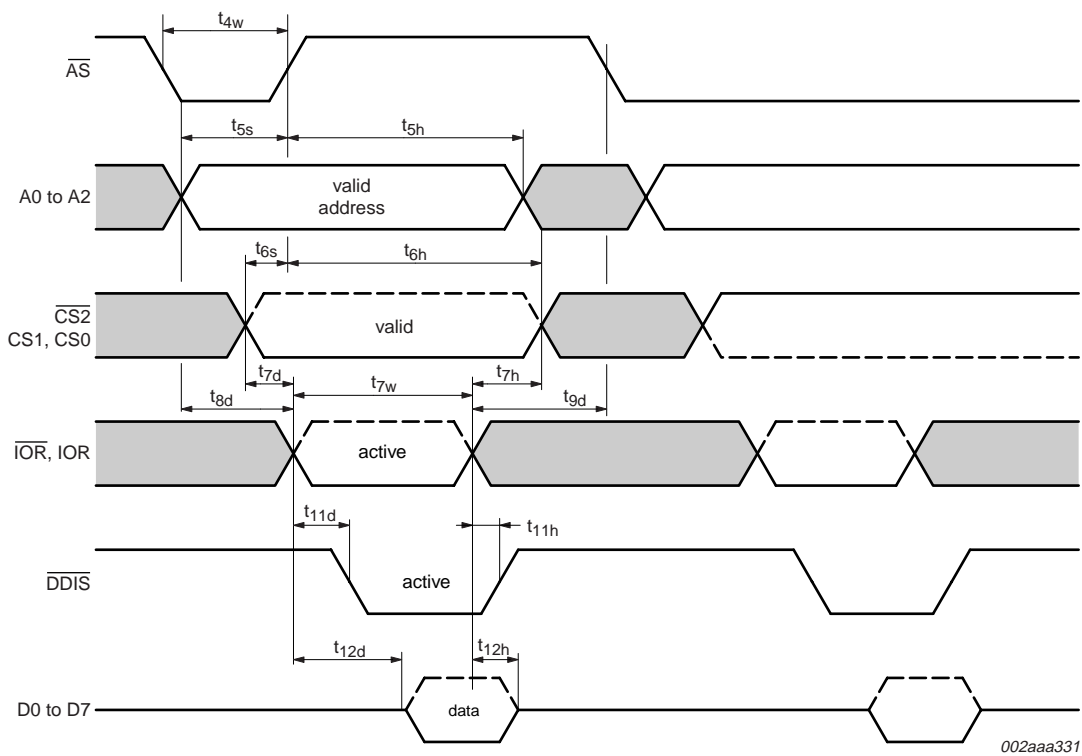 t4w
AS
t5s
t5h
A0 to A2
valid
address
t6s
t6h
CS2
CS1, CS0
valid
t7d
t7w
t7h
t8d
t9d
IOR, IOR
active
t11d
t11h
DDIS
active
t12d
t12h
D0 to D7
data
002aaa331